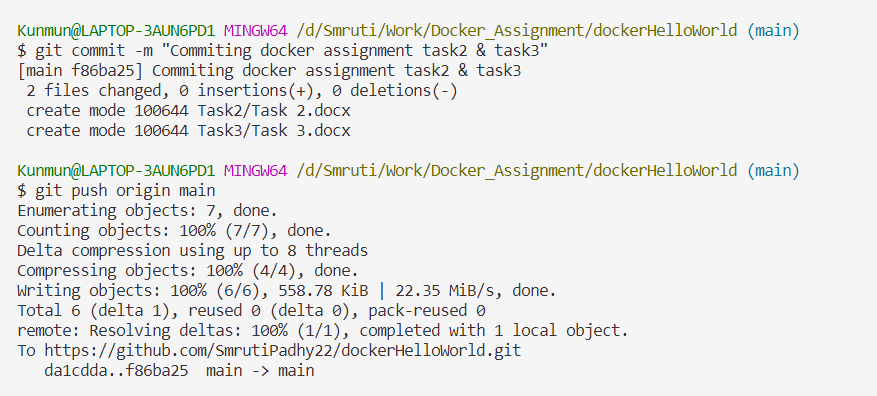 Kunmun@LAPTOP-3AUN6PD1 MINGW64 /d/Smruti/Work/Docker_Assignment/dockerHelloWorld (main)
$ git commit -m "Commiting docker assignment task2 & task3"
[main f86ba25] Commiting docker assignment task2 & task3
 2 files changed, 0 insertions(+), 0 deletions(-)
 create mode 100644 Task2/Task 2.docx
 create mode 100644 Task3/Task 3.docx

Kunmun@LAPTOP-3AUN6PD1 MINGW64 /d/Smruti/Work/Docker_Assignment/dockerHelloWorld (main)
$ git push origin main
Enumerating objects: 7, done.
Counting objects: 100% (7/7), done.
Delta compression using up to 8 threads
Compressing objects: 100% (4/4), done.
Writing objects: 100% (6/6), 558.78 KiB | 22.35 MiB/s, done.
Total 6 (delta 1), reused 0 (delta 0), pack-reused 0
remote: Resolving deltas: 100% (1/1), completed with 1 local object.
To https://github.com/SmrutiPadhy22/dockerHelloWorld.git
   da1cdda..f86ba25  main -> main